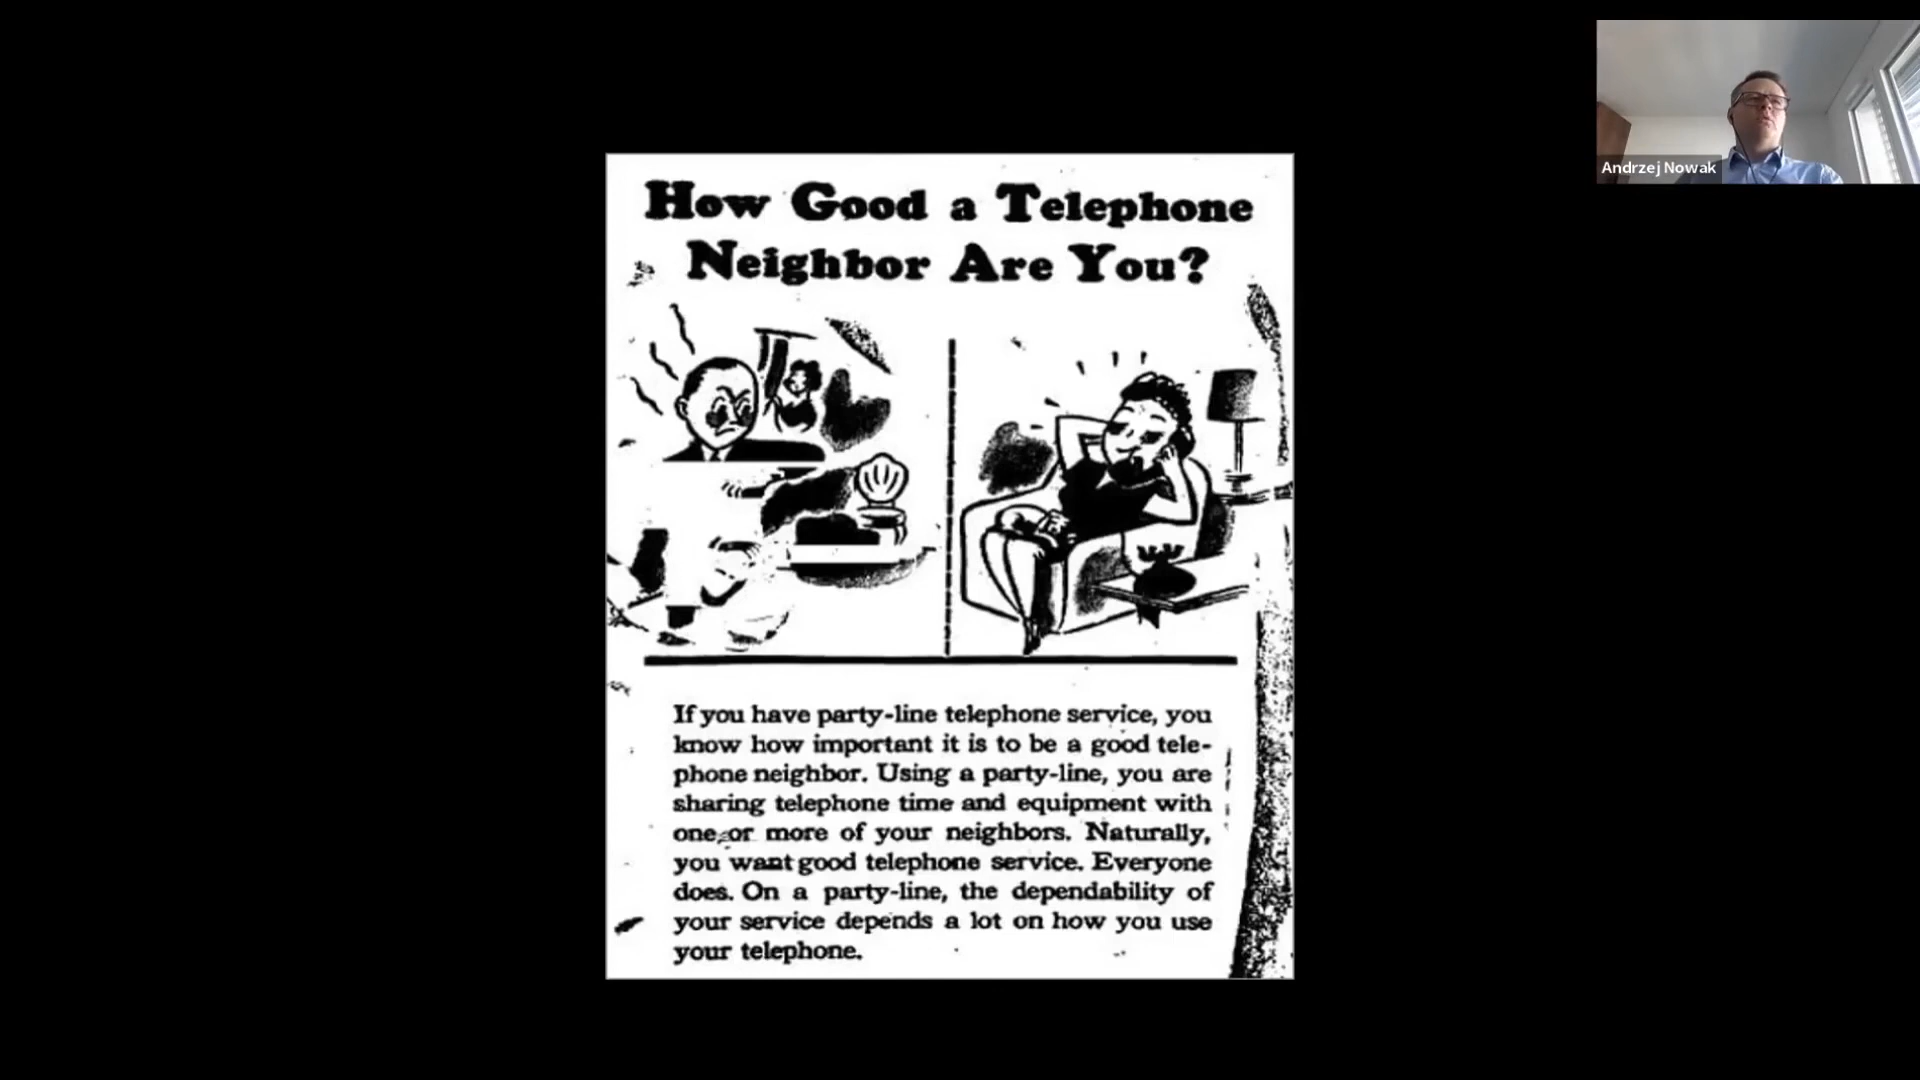 How Good a Telephone
Neighbor Are You?
If you have party-line telephone service, you
know how important it is to be a good tele-
phone neighbor. Using a party-line, you are
sharing telephone time and equipment with
one or more of your neighbors. Naturally,
you want good telephone service. Everyone
does. On a party-line, the dependability of
your service depends a lot on how you use
your telephone.
Andrzej Nowak